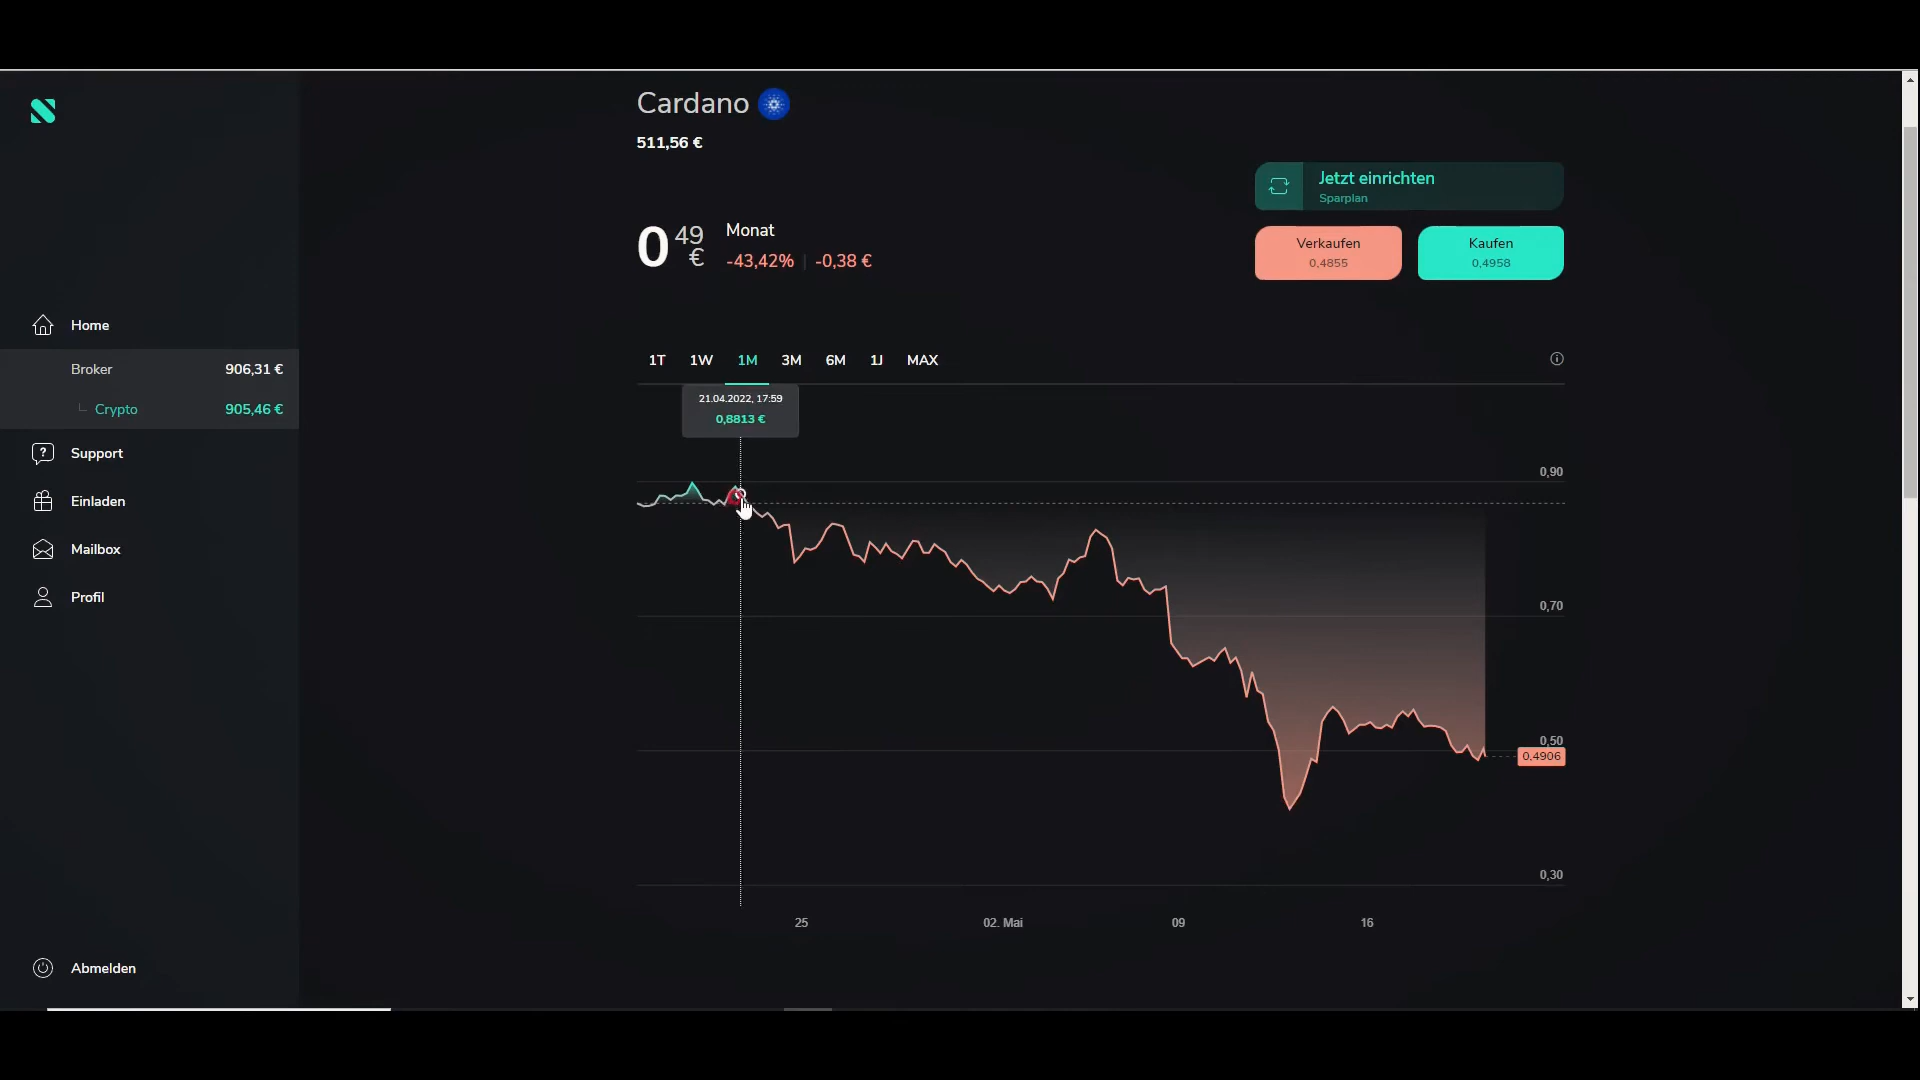 Cardano
511,56 €
0 49 €
Monat
-43,42% | -0,38 €
Jetzt einrichten
Sparplan
Verkaufen
0,4855
Kaufen
0,4958
Home
Broker 906,31 €
Crypto 905,46 €
Support
Einladen
Mailbox
Profil
Abmelden
1T 1W 1M 3M 6M 1J MAX
21.04.2022, 17:59
0,8813 €
0,90
0,70
0,50
0,4906
0,30
25 02. Mai 09 16